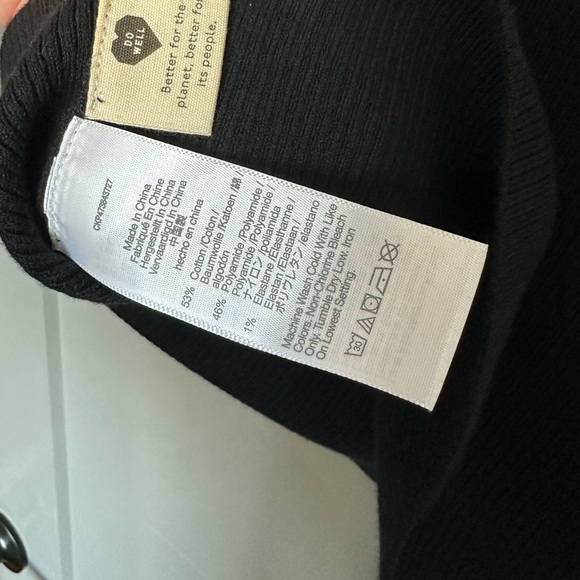 DO
WELL
Better for the
planet, better for
its people.
CKP473943727
Made In China
Fabriqué En Chine
Hergestellt In China
Vervaardigd In China
中国製
hecho en china
53% Cotton /Coton /
Baumwolle /Katoen /綿/
algodón
46% Polyamide /Polyamide /
Polyamid /Polyamide/
ナイロン /poliamida
1% Elastane /Elasthanne /
Elastan /Elastaan /
ポリウレタン/elastano
Machine Wash Cold With Like
Colors. Non-Chlorine Bleach
Only. Tumble Dry Low. Iron
On Lowest Setting.
30